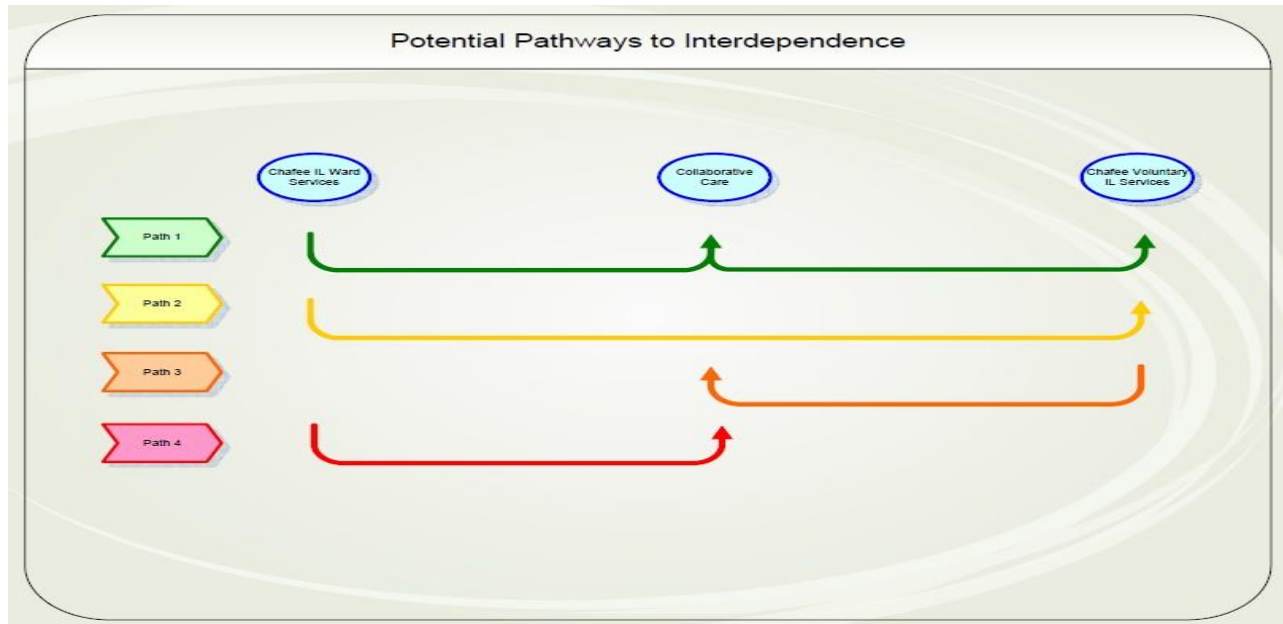 Potential Pathways to Interdependence
Chafee IL Ward
Services
Collaborative
Care
Chafee Voluntary
IL Services
Path 1
Path 2
Path 3
Path 4